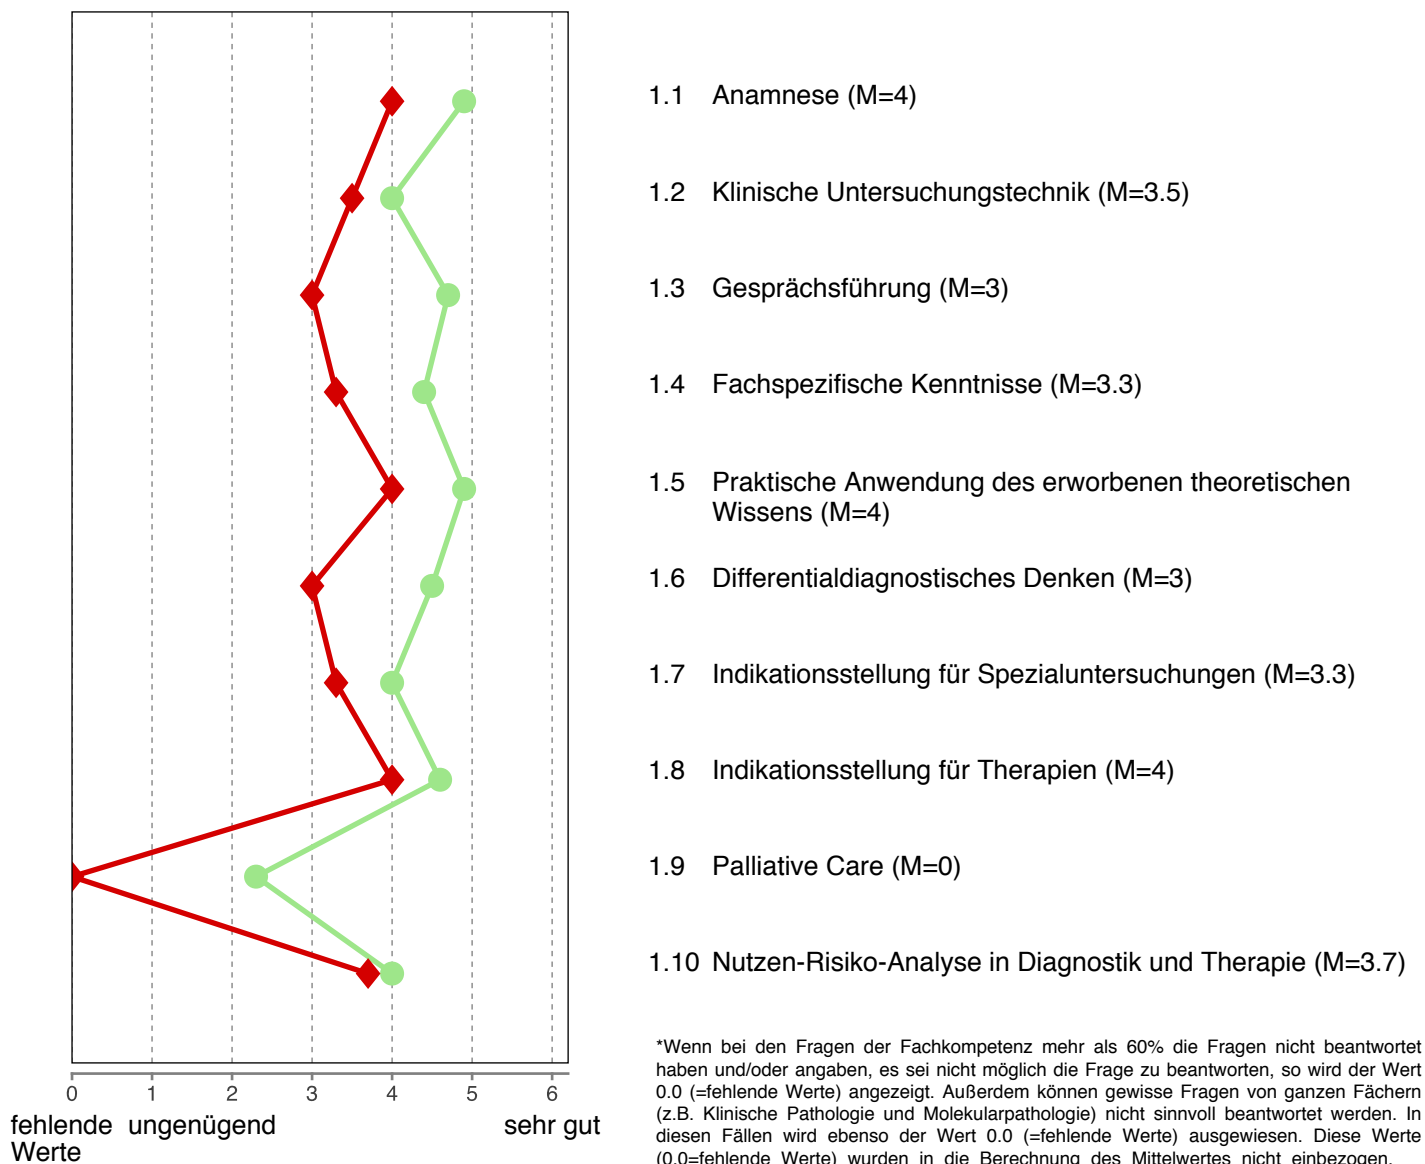 1.1 Anamnese (M=4)
1.2 Klinische Untersuchungstechnik (M=3.5)
1.3 Gesprächsführung (M=3)
1.4 Fachspezifische Kenntnisse (M=3.3)
1.5 Praktische Anwendung des erworbenen theoretischen
Wissens (M=4)
1.6 Differentialdiagnostisches Denken (M=3)
1.7 Indikationsstellung für Spezialuntersuchungen (M=3.3)
1.8 Indikationsstellung für Therapien (M=4)
1.9 Palliative Care (M=0)
1.10 Nutzen-Risiko-Analyse in Diagnostik und Therapie (M=3.7)
0 1 2 3 4 5 6
fehlende ungenügend sehr gut
Werte
*Wenn bei den Fragen der Fachkompetenz mehr als 60% die Fragen nicht beantwortet
haben und/oder angaben, es sei nicht möglich die Frage zu beantworten, so wird der Wert
0.0 (=fehlende Werte) angezeigt. Außerdem können gewisse Fragen von ganzen Fächern
(z.B. Klinische Pathologie und Molekularpathologie) nicht sinnvoll beantwortet werden. In
diesen Fällen wird ebenso der Wert 0.0 (=fehlende Werte) ausgewiesen. Diese Werte
(0.0=fehlende Werte) wurden in die Berechnung des Mittelwertes nicht einbezogen.